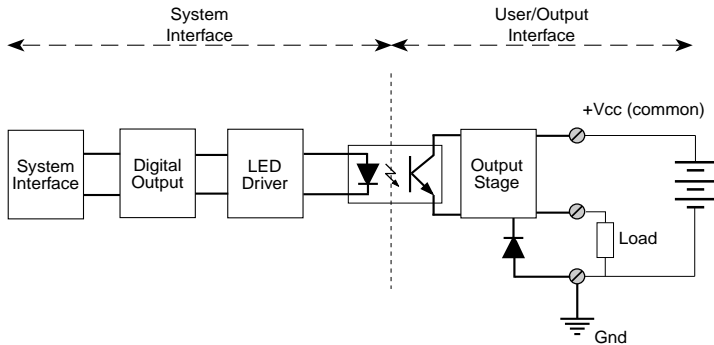 System
Interface
User/Output
Interface
+Vcc (common)
System
Interface
Digital
Output
LED
Driver
Output
Stage
Load
Gnd